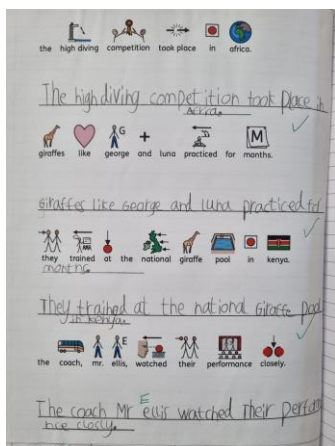 the high diving competition took place in africa.
The high diving competition took place in
Africa.
G
M
giraffes like george and luna practiced for months.
giraffes like george and luna practiced for
months.
they trained at the national giraffe pool in kenya.
They trained at the national Giraffe Pool
in kenya.
E
the coach, mr. ellis, watched their performance closely.
E
The coach Mr ellis watched Their perform
nce closly.